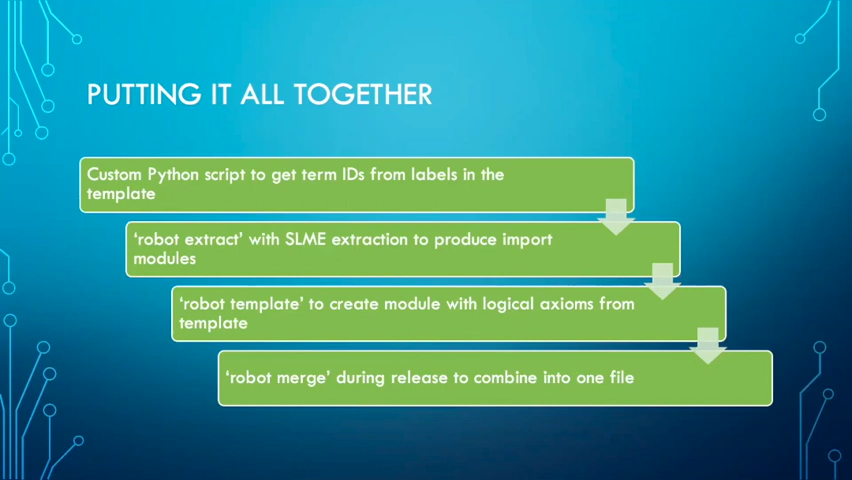 PUTTING IT ALL TOGETHER
Custom Python script to get term IDs from labels in the
template
‘robot extract’ with SLME extraction to produce import
modules
‘robot template’ to create module with logical axioms from
template
‘robot merge’ during release to combine into one file